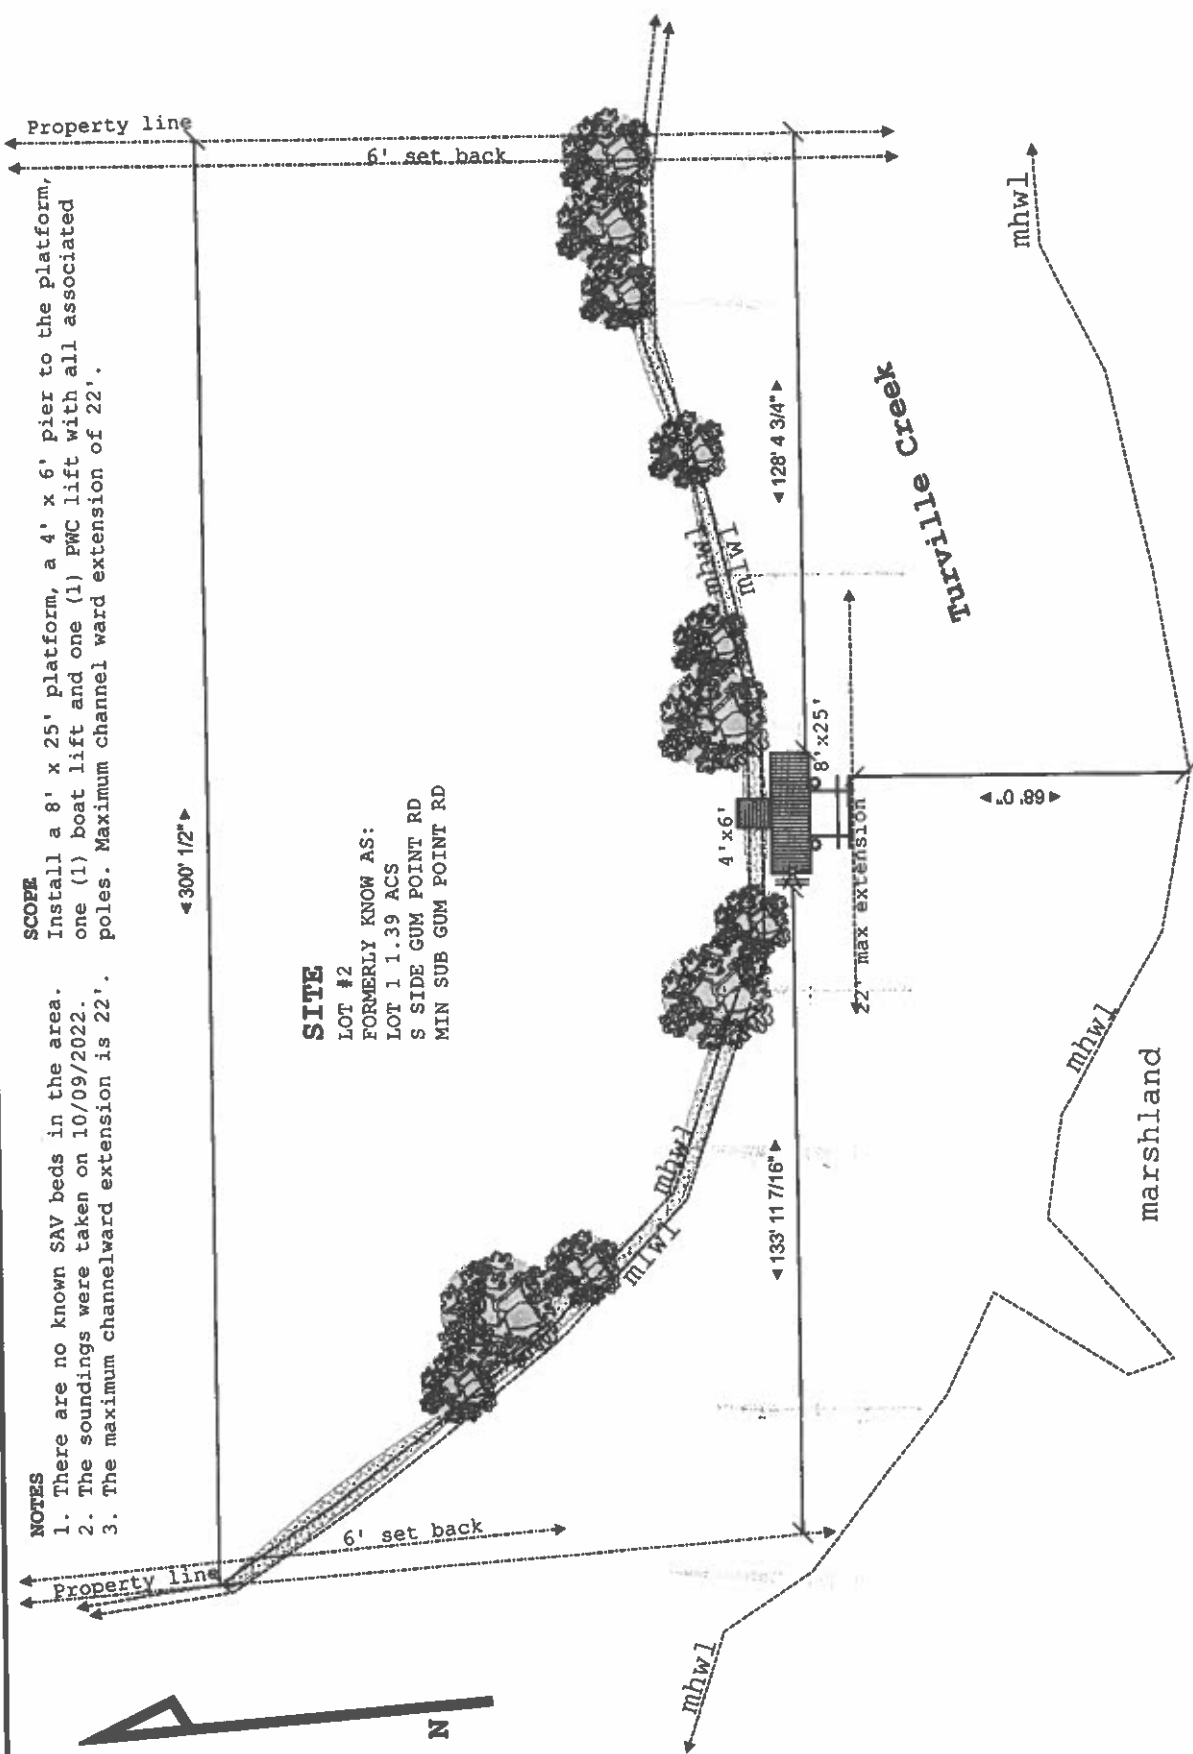 NOTES
1. There are no known SAV beds in the area.
2. The soundings were taken on 10/09/2022.
3. The maximum channelward extension is 22'.
SCOPE
Install a 8' x 25' platform, a 4' x 6' pier to the platform,
one (1) boat lift and one (1) PWC lift with all associated
poles. Maximum channel ward extension of 22'.
Property line
6' set back
300' 1/2"
Property line
6' set back
SITE
LOT #2
FORMERLY KNOW AS:
LOT 1 1.39 ACS
S SIDE GUM POINT RD
MIN SUB GUM POINT RD
N
mhwl
mlwl
mhwl
mlwl
4'x6'
8'x25'
133' 11 7/16"
128' 4 3/4"
22' max extension
68' 0"
Turville Creek
mhwl
mhwl
mhwl
marshland